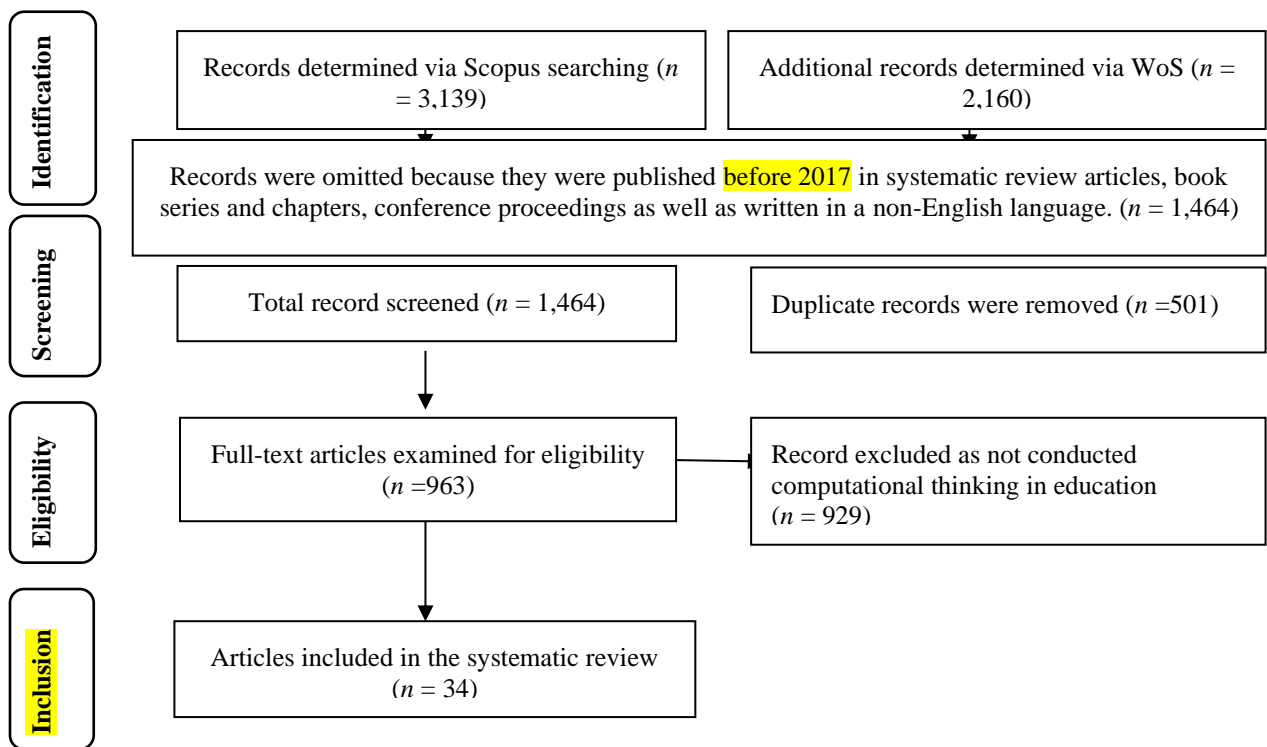 Identification
Records determined via Scopus searching (n
= 3,139)
Additional records determined via WoS (n =
2,160)
Records were omitted because they were published before 2017 in systematic review articles, book
series and chapters, conference proceedings as well as written in a non-English language. (n = 1,464)
Screening
Total record screened (n = 1,464)
Duplicate records were removed (n =501)
Eligibility
Full-text articles examined for eligibility
(n =963)
Record excluded as not conducted
computational thinking in education
(n = 929)
Inclusion
Articles included in the systematic review
(n = 34)